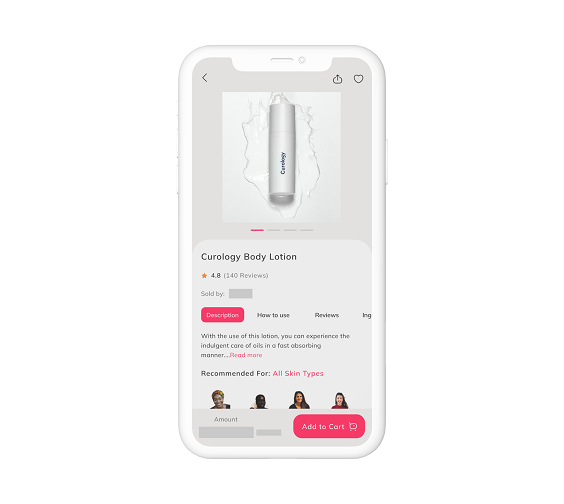 Curology
Curology Body Lotion
4.8 (140 Reviews)
Sold by:
Description How to use Reviews Ing
With the use of this lotion, you can experience the
indulgent care of oils in a fast absorbing
manner...Read more
Recommended For: All Skin Types
Amount
Add to Cart